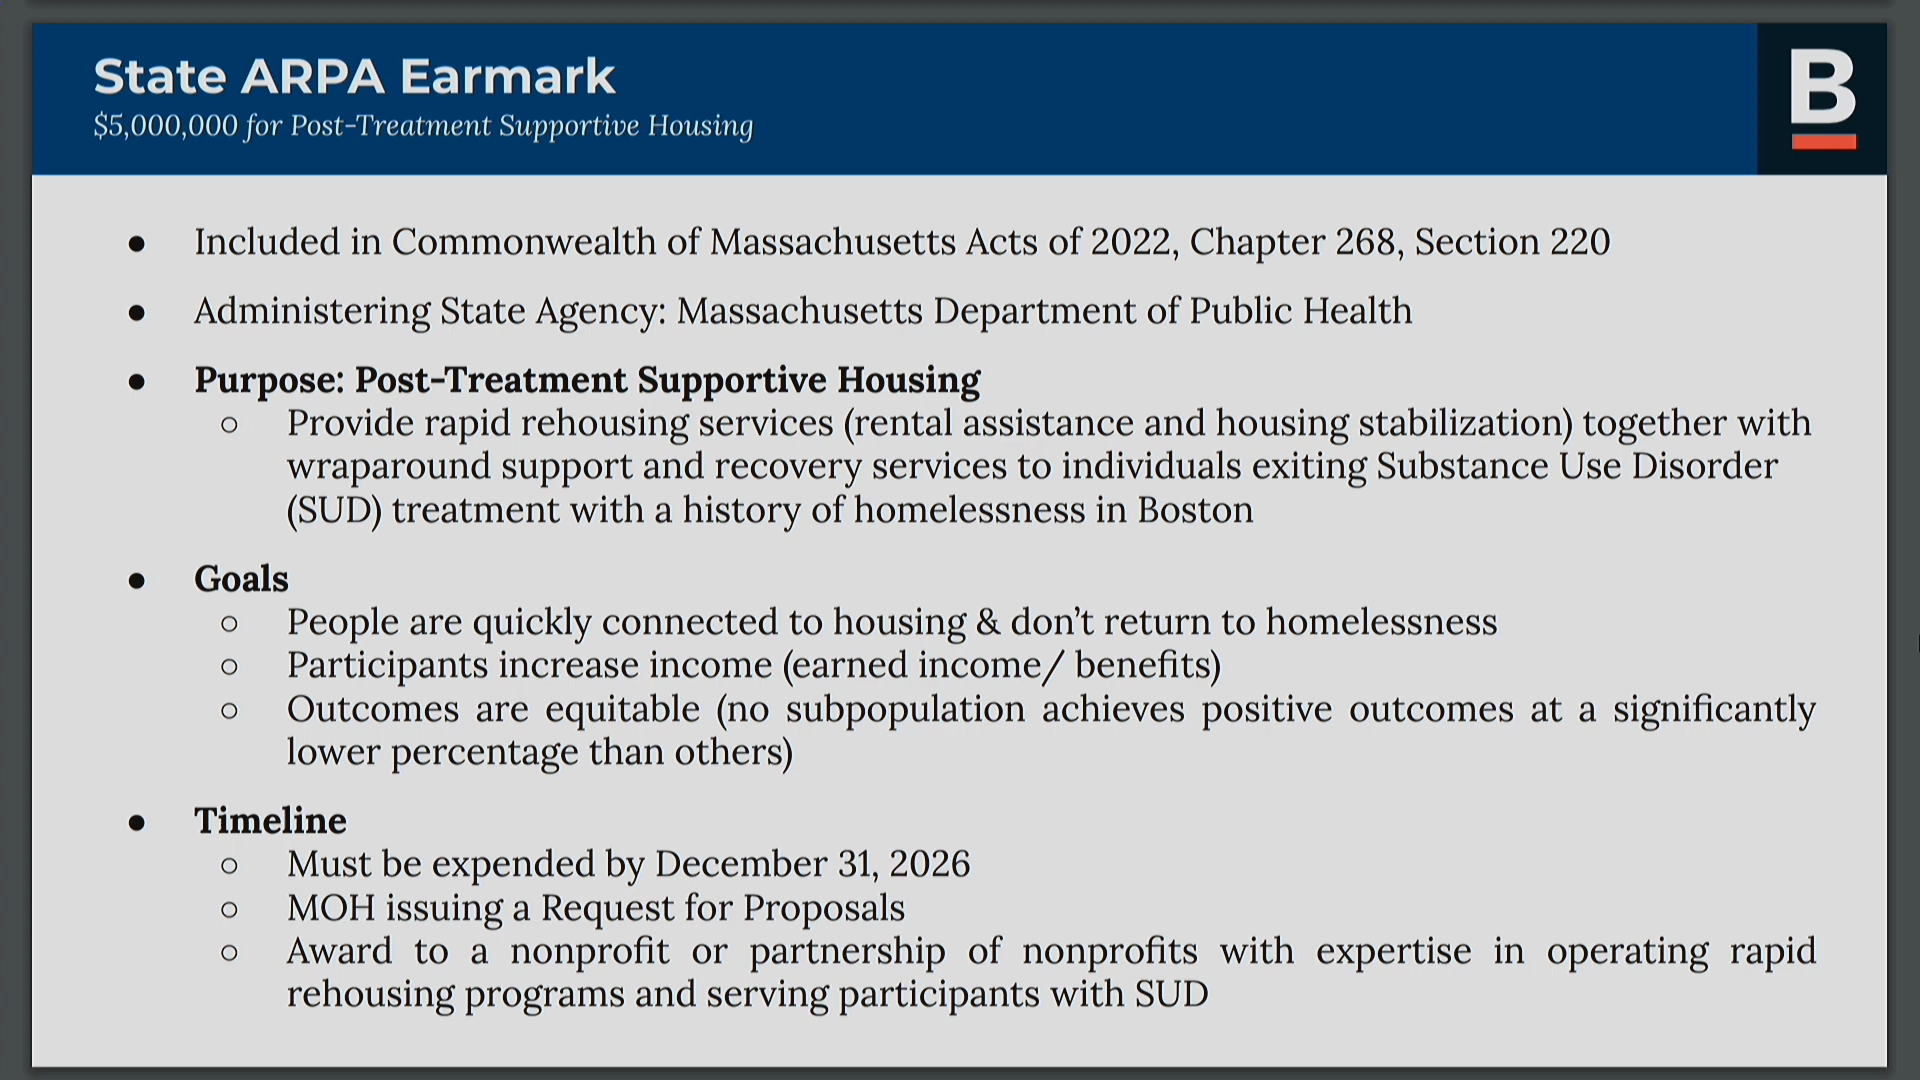 State ARPA Earmark
$5,000,000 for Post-Treatment Supportive Housing
B
● Included in Commonwealth of Massachusetts Acts of 2022, Chapter 268, Section 220
● Administering State Agency: Massachusetts Department of Public Health
● Purpose: Post-Treatment Supportive Housing
○ Provide rapid rehousing services (rental assistance and housing stabilization) together with
wraparound support and recovery services to individuals exiting Substance Use Disorder
(SUD) treatment with a history of homelessness in Boston
● Goals
○ People are quickly connected to housing & don’t return to homelessness
○ Participants increase income (earned income/ benefits)
○ Outcomes are equitable (no subpopulation achieves positive outcomes at a significantly
lower percentage than others)
● Timeline
○ Must be expended by December 31, 2026
○ MOH issuing a Request for Proposals
○ Award to a nonprofit or partnership of nonprofits with expertise in operating rapid
rehousing programs and serving participants with SUD